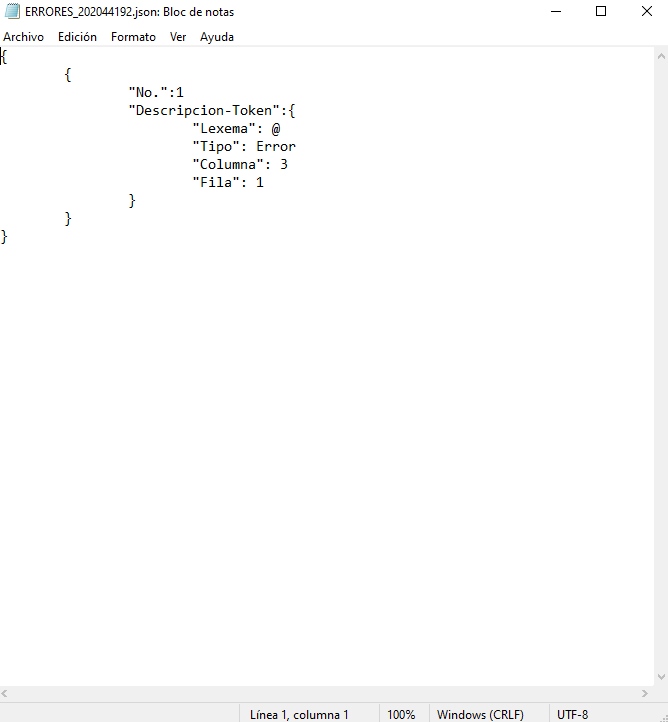 ERRORES_202044192.json: Bloc de notas
Archivo Edición Formato Ver Ayuda
{
{
"No.":1
"Descripcion-Token":{
"Lexema": @
"Tipo": Error
"Columna": 3
"Fila": 1
}
}
}
Línea 1, columna 1 100% Windows (CRLF) UTF-8